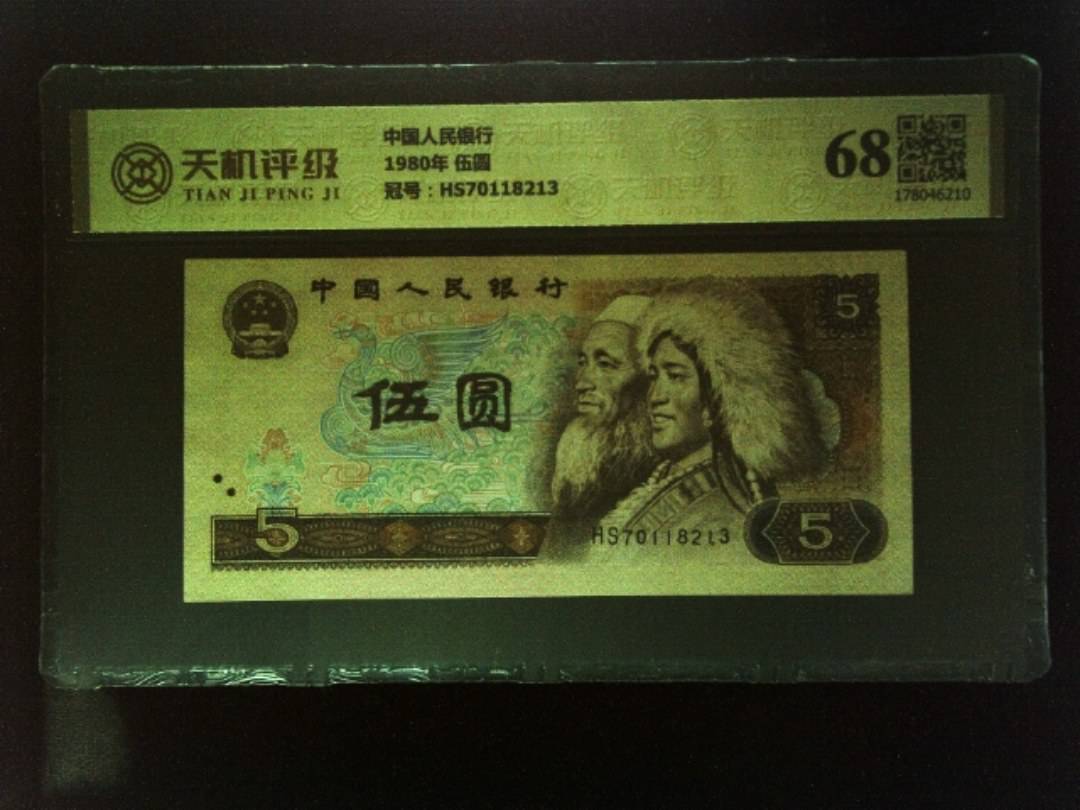 天机评级
TIAN JI PING JI
中国人民银行
1980年 伍圆
冠号：HS70118213
68
178046210
中国人民银行
5
伍圆
5
HS70118213
5